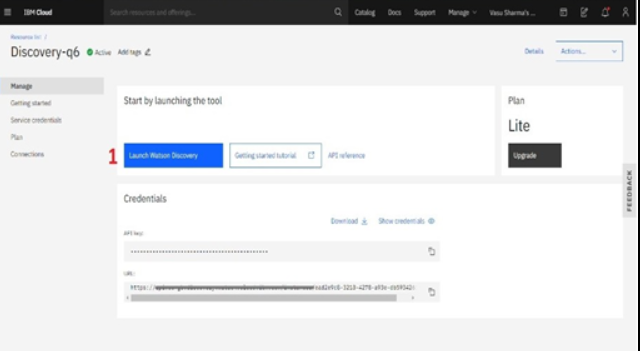 IBM Cloud
Search resources and offerings...
Catalog Docs Support Manage Vasu Sharma's ...
Resource list /
Discovery-q6 Active Add tags
Details Actions...
Manage
Getting started
Service credentials
Plan
Connections
Start by launching the tool
1 Launch Watson Discovery Getting started tutorial API reference
Plan
Lite
Upgrade
FEEDBACK
Credentials
Download Show credentials
API key:
URL:
https://